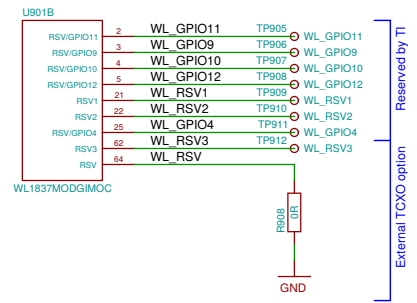 U901B
RSV/GPIO11 2 WL_GPIO11 TP905 WL_GPIO11
RSV/GPIO9 3 WL_GPIO9 TP906 WL_GPIO9
RSV/GPIO10 4 WL_GPIO10 TP907 WL_GPIO10
RSV/GPIO12 5 WL_GPIO12 TP908 WL_GPIO12
RSV1 21 WL_RSV1 TP909 WL_RSV1
RSV2 22 WL_RSV2 TP910 WL_RSV2
RSV/GPIO4 25 WL_GPIO4 TP911 WL_GPIO4
RSV3 62 WL_RSV3 TP912 WL_RSV3
RSV 64 WL_RSV
WL1837MODGIMOC
R908
0R
GND
Reserved by TI
External TCXO option